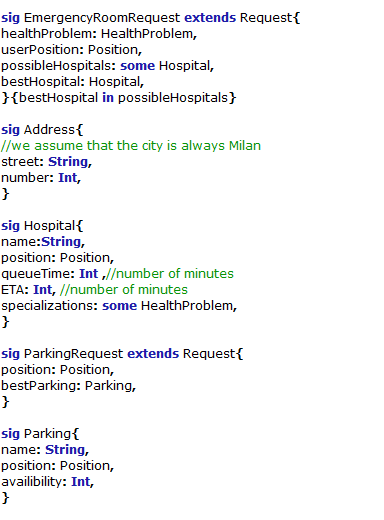 sig EmergencyRoomRequest extends Request{
healthProblem: HealthProblem,
userPosition: Position,
possibleHospitals: some Hospital,
bestHospital: Hospital,
}{bestHospital in possibleHospitals}
sig Address{
//we assume that the city is always Milan
street: String,
number: Int,
}
sig Hospital{
name:String,
position: Position,
queueTime: Int ,//number of minutes
ETA: Int, //number of minutes
specializations: some HealthProblem,
}
sig ParkingRequest extends Request{
position: Position,
bestParking: Parking,
}
sig Parking{
name: String,
position: Position,
availibility: Int,
}